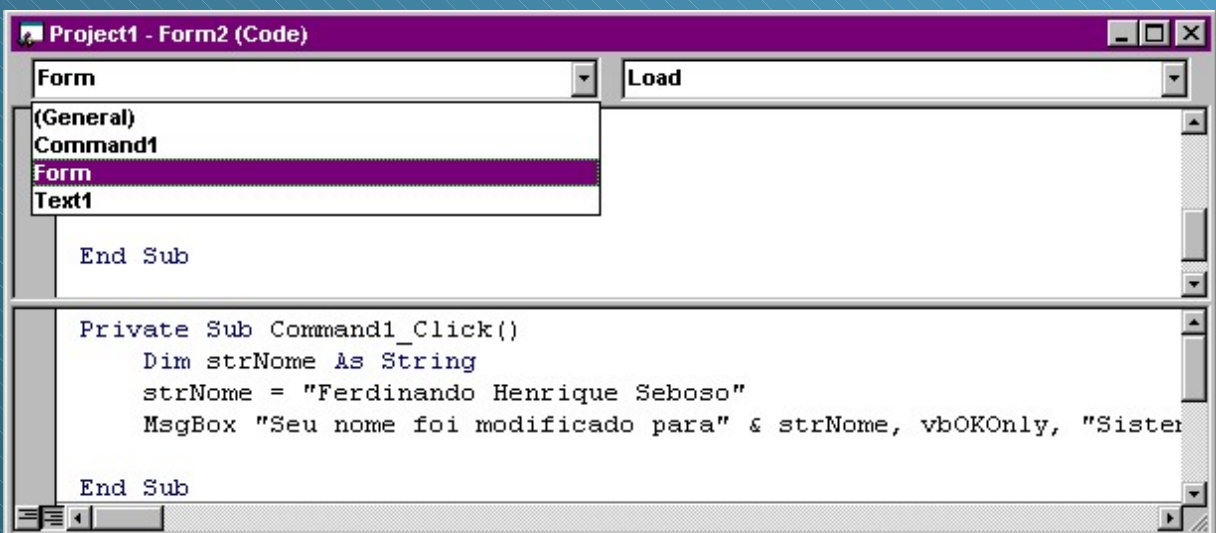 Project1 - Form2 (Code)
Form Load
(General)
Command1
Form
Text1
End Sub
Private Sub Command1_Click()
Dim strNome As String
strNome = "Ferdinando Henrique Seboso"
MsgBox "Seu nome foi modificado para" & strNome, vbOKOnly, "Sister
End Sub